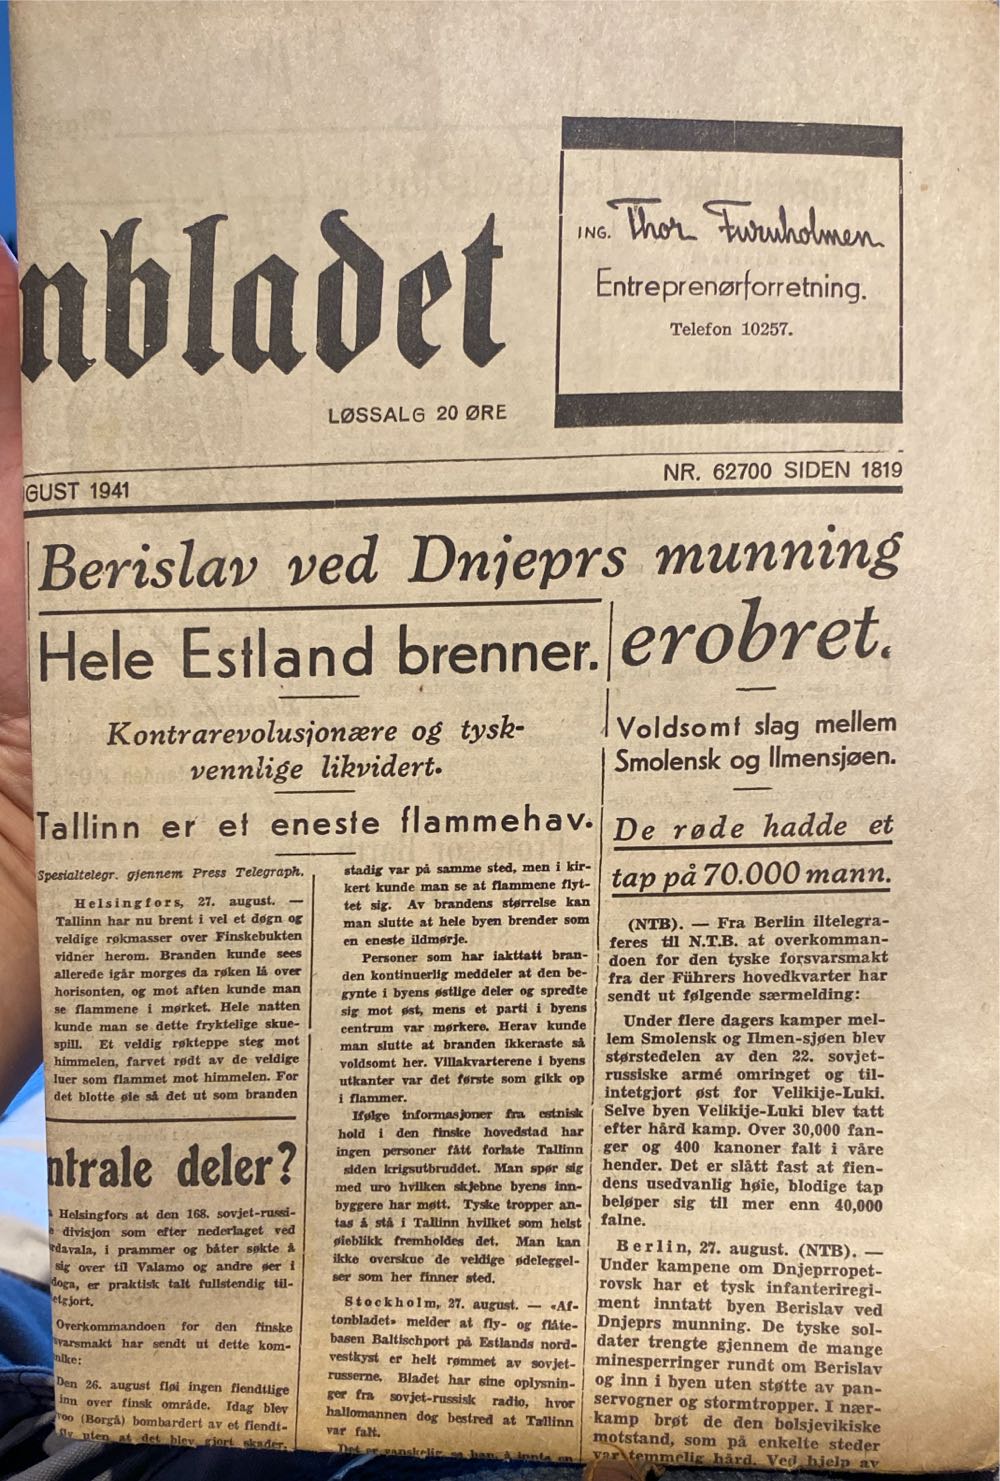 nbladet
LØSSALG 20 ØRE
ING. Thor Furuholmen
Entreprenørforretning.
Telefon 10257.
GUST 1941
NR. 62700 SIDEN 1819
Berislav ved Dnjeprs munning
erobret.
Hele Estland brenner.
Kontrarevolusjonære og tysk-
vennlige likvidert.
Tallinn er et eneste flammehav.
Spesialtelegr. gjennem Press Telegraph.
Helsingfors, 27. august. —
Tallinn har nu brent i vel et døgn og
veldige røkmasser over Finskebukten
vidner herom. Branden kunde sees
allerede igår morges da røken lå over
horisonten, og mot aften kunde man
se flammene i mørket. Hele natten
kunde man se dette fryktelige skue-
spill. Et veldig røkteppe steg mot
himmelen, farvet rødt av de veldige
luer som flammet mot himmelen. For
det blotte øie så det ut som branden
stadig var på samme sted, men i kir-
kert kunde man se at flammene flyt-
tet sig. Av brandens størrelse kan
man slutte at hele byen brender som
en eneste ildmørje.
Personer som har iakttatt bran-
den kontinuerlig meddeler at den be-
gynte i byens østlige deler og spredte
sig mot øst, mens et parti i byens
centrum var mørkere. Herav kunde
man slutte at branden ikkeraste så
voldsomt her. Villakvarterene i byens
utkanter var det første som gikk op
i flammer.
Ifølge informasjoner fra estnisk
hold i den finske hovedstad har
ingen personer fått forlate Tallinn
siden krigsutbruddet. Man spør sig
med uro hvilken skjebne byens inn-
byggere har møtt. Tyske tropper an-
tas å stå i Tallinn hvilket som helst
øieblikk fremholdes det. Man kan
ikke overskue de veldige ødeleggel-
ser som her finner sted.
Stockholm, 27. august. — «Af-
tonbladet» melder at fly- og flåte-
basen Baltischport på Estlands nord-
vestkyst er helt rømmet av sovjet-
russerne. Bladet har sine oplysnin-
ger fra sovjet-russisk radio, hvor
hallomannen dog bestred at Tallinn
var falt.
Det er vanskelig
ntrale deler?
Helsingfors at den 168. sovjet-russi-
divisjon som efter nederlaget ved
rdavala, i prammer og båter søkte å
sig over til Valamo og andre øer i
doga, er praktisk talt fullstendig til-
etgjort.
Overkommandoen for den finske
varsmakt har sendt ut dette kom-
nike:
Den 26. august fløi ingen fiendtlige
inn over finsk område. Idag blev
voo (Borgå) bombardert av et fiendt-
fly uten at det blev gjort skader.
Voldsomt slag mellem
Smolensk og Ilmensjøen.
De røde hadde et
tap på 70.000 mann.
(NTB). — Fra Berlin iltelegra-
feres til N.T.B. at overkomman-
doen for den tyske forsvarsmakt
fra der Führers hovedkvarter har
sendt ut følgende særmelding:
Under flere dagers kamper mel-
lem Smolensk og Ilmen-sjøen blev
størstedelen av den 22. sovjet-
russiske armé omringet og til-
intetgjort øst for Velikije-Luki.
Selve byen Velikije-Luki blev tatt
efter hård kamp. Over 30,000 fan-
ger og 400 kanoner falt i våre
hender. Det er slått fast at fien-
dens usedvanlig høie, blodige tap
beløper sig til mer enn 40,000
falne.
Berlin, 27. august. (NTB). —
Under kampene om Dnjeprropet-
rovsk har et tysk infanteriregi-
ment inntatt byen Berislav ved
Dnjeprs munning. De tyske sol-
dater trengte gjennem de mange
minesperringer rundt om Berislav
og inn i byen uten støtte av pan-
servogner og stormtropper. I nær-
kamp brøt de den bolsjevikiske
motstand, som på enkelte steder
var temmelig hård. Ved hjelp av